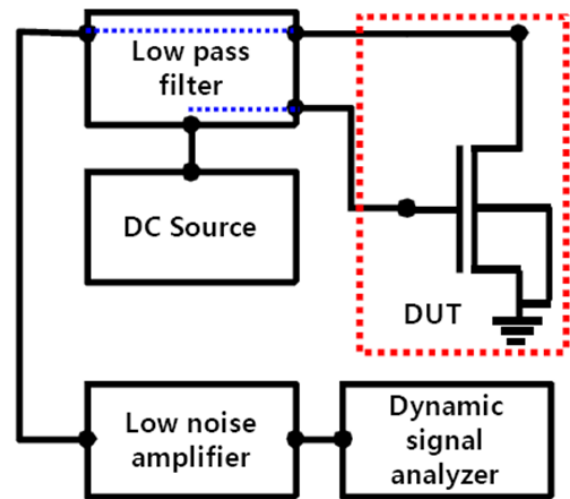 Low pass
filter
DC Source
DUT
Low noise
amplifier
Dynamic
signal
analyzer